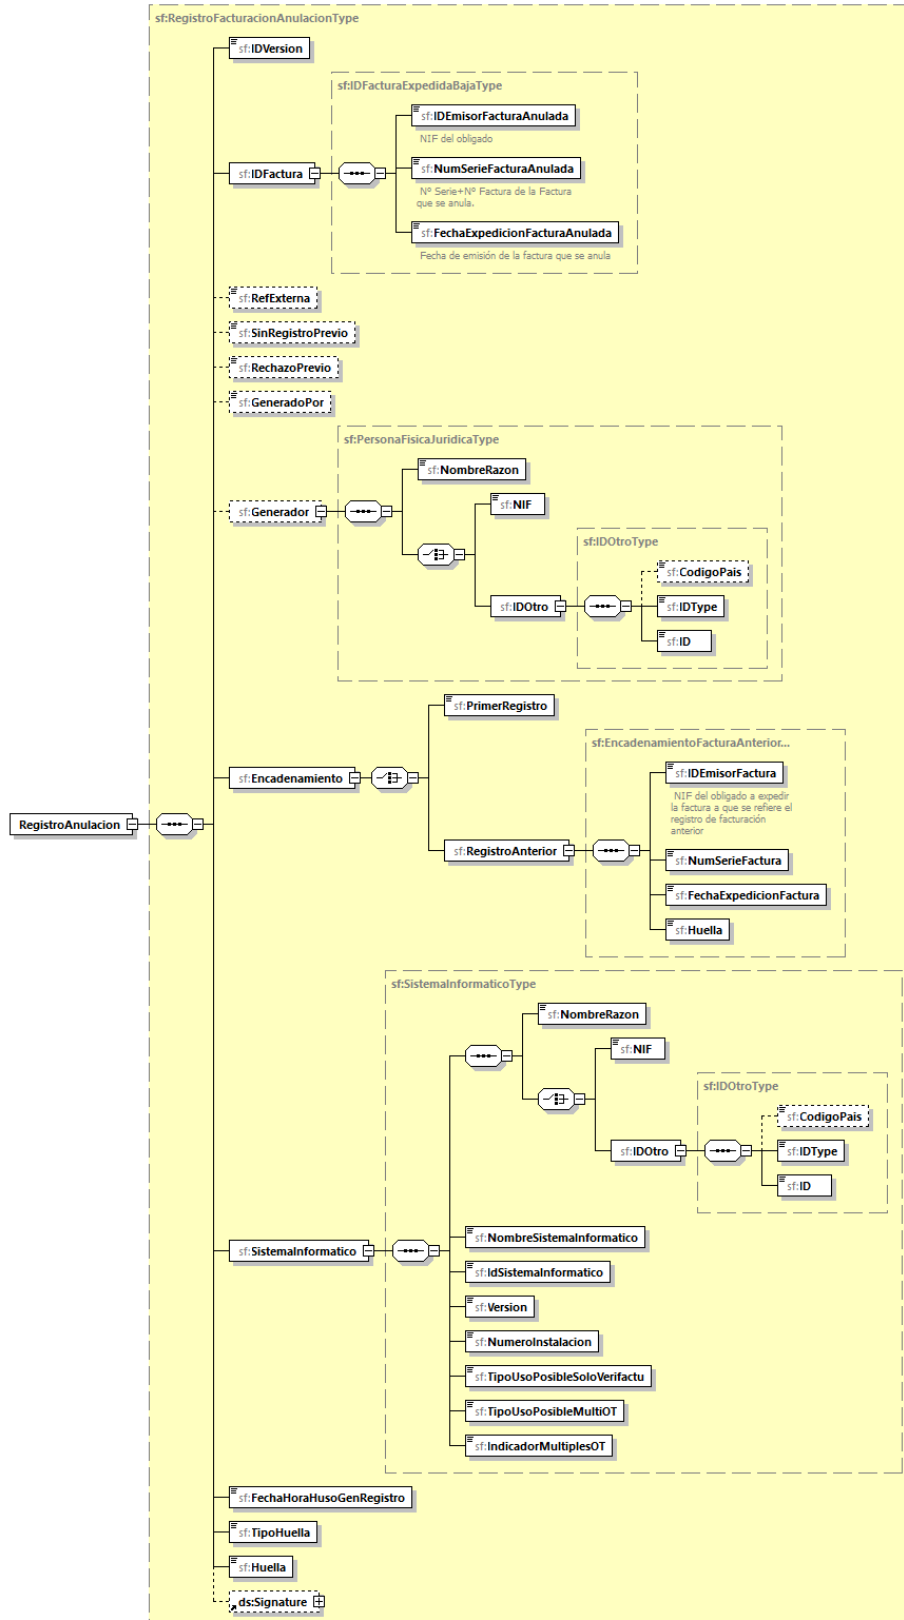 sf:RegistroFacturacionAnulacionType
sf:IDVersion
sf:IDFacturaExpedidaBajaType
sf:IDEmisorFacturaAnulada
NIF del obligado
sf:IDFactura
sf:NumSerieFacturaAnulada
Nº Serie+Nº Factura de la Factura
que se anula.
sf:FechaExpedicionFacturaAnulada
Fecha de emisión de la factura que se anula
sf:RefExterna
sf:SinRegistroPrevio
sf:RechazoPrevio
sf:GeneradoPor
sf:PersonaFisicaJuridicaType
sf:NombreRazon
sf:Generador
sf:NIF
sf:IDOtroType
sf:CodigoPais
sf:IDOtro
sf:IDType
sf:ID
sf:PrimerRegistro
sf:EncadenamientoFacturaAnterior...
sf:Encadenamiento
sf:IDEmisorFactura
NIF del obligado a expedir
la factura a que se refiere el
registro de facturación
anterior
RegistroAnulacion
sf:RegistroAnterior
sf:NumSerieFactura
sf:FechaExpedicionFactura
sf:Huella
sf:SistemaInformaticoType
sf:NombreRazon
sf:NIF
sf:IDOtroType
sf:CodigoPais
sf:IDOtro
sf:IDType
sf:ID
sf:NombreSistemaInformatico
sf:SistemaInformatico
sf:IdSistemaInformatico
sf:Version
sf:NumeroInstalacion
sf:TipoUsoPosibleSoloVerifactu
sf:TipoUsoPosibleMultiOT
sf:IndicadorMultiplesOT
sf:FechaHoraHusoGenRegistro
sf:TipoHuella
sf:Huella
ds:Signature